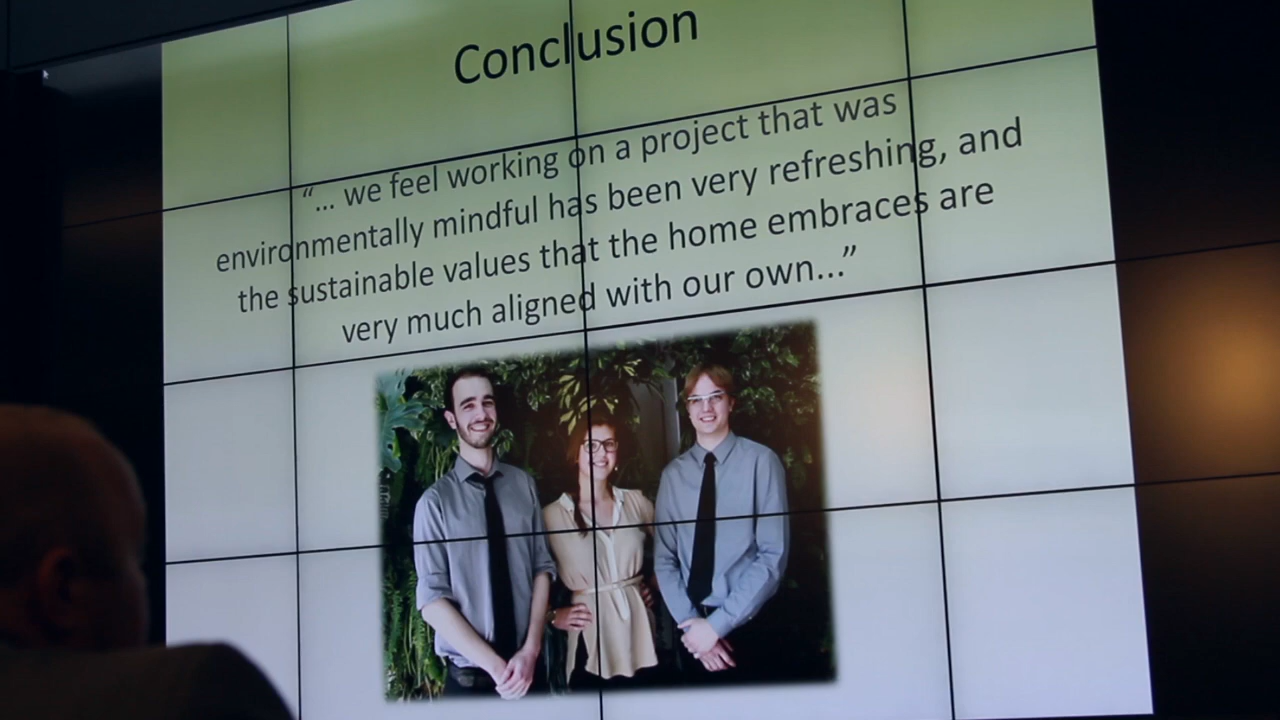 Conclusion
“... we feel working on a project that was
environmentally mindful has been very refreshing, and
the sustainable values that the home embraces are
very much aligned with our own...”